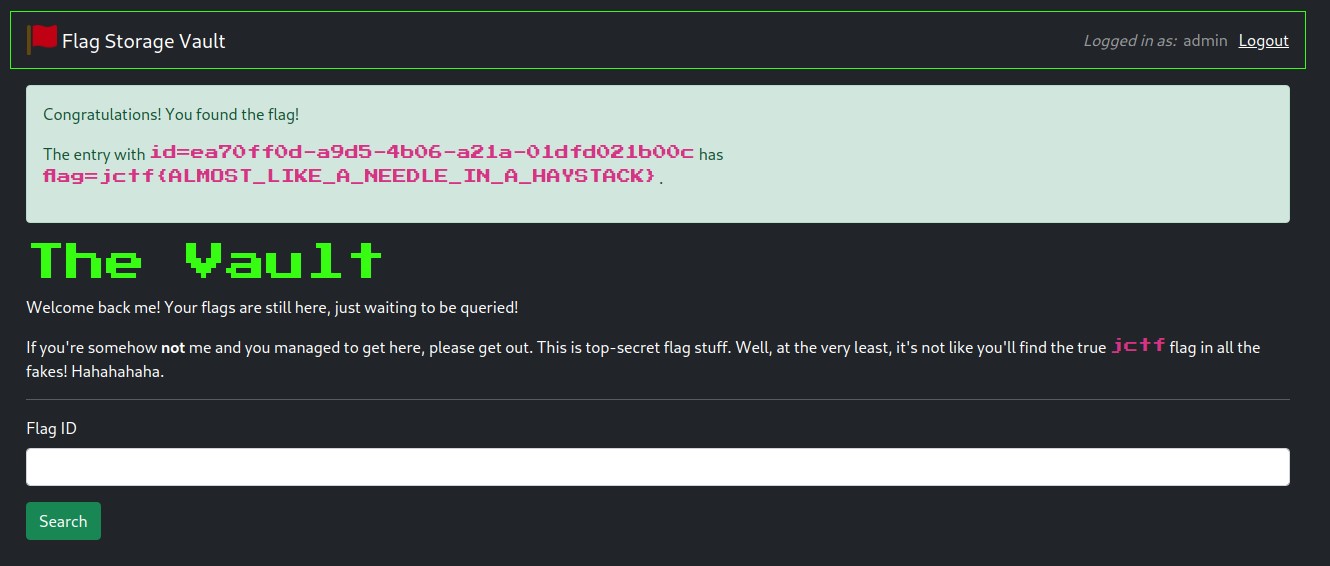 Flag Storage Vault
Logged in as: admin Logout
Congratulations! You found the flag!
The entry with id=ea70ff0d-a9d5-4b06-a21a-01dfd021b00c has
flag=jctf{ALMOST_LIKE_A_NEEDLE_IN_A_HAYSTACK} .
The Vault
Welcome back me! Your flags are still here, just waiting to be queried!
If you're somehow not me and you managed to get here, please get out. This is top-secret flag stuff. Well, at the very least, it's not like you'll find the true jctf flag in all the
fakes! Hahahahaha.
Flag ID
Search